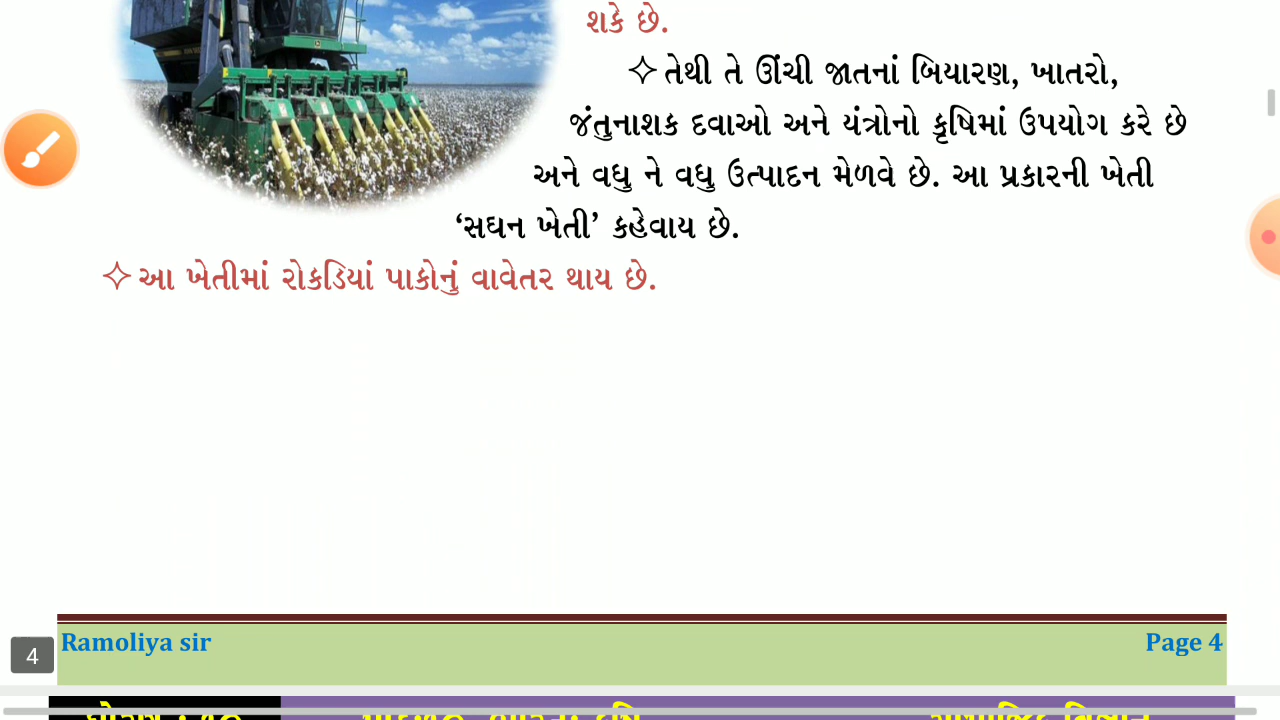 શકે છે.
✧ તેથી તે ઊંચી જાતનાં બિયારણ, ખાતરો,
જંતુનાશક દવાઓ અને યંત્રોનો કૃષિમાં ઉપયોગ કરે છે
અને વધુ ને વધુ ઉત્પાદન મેળવે છે. આ પ્રકારની ખેતી
‘સઘન ખેતી’ કહેવાય છે.
✧ આ ખેતીમાં રોકડિયાં પાકોનું વાવેતર થાય છે.
Ramoliya sir Page 4
4